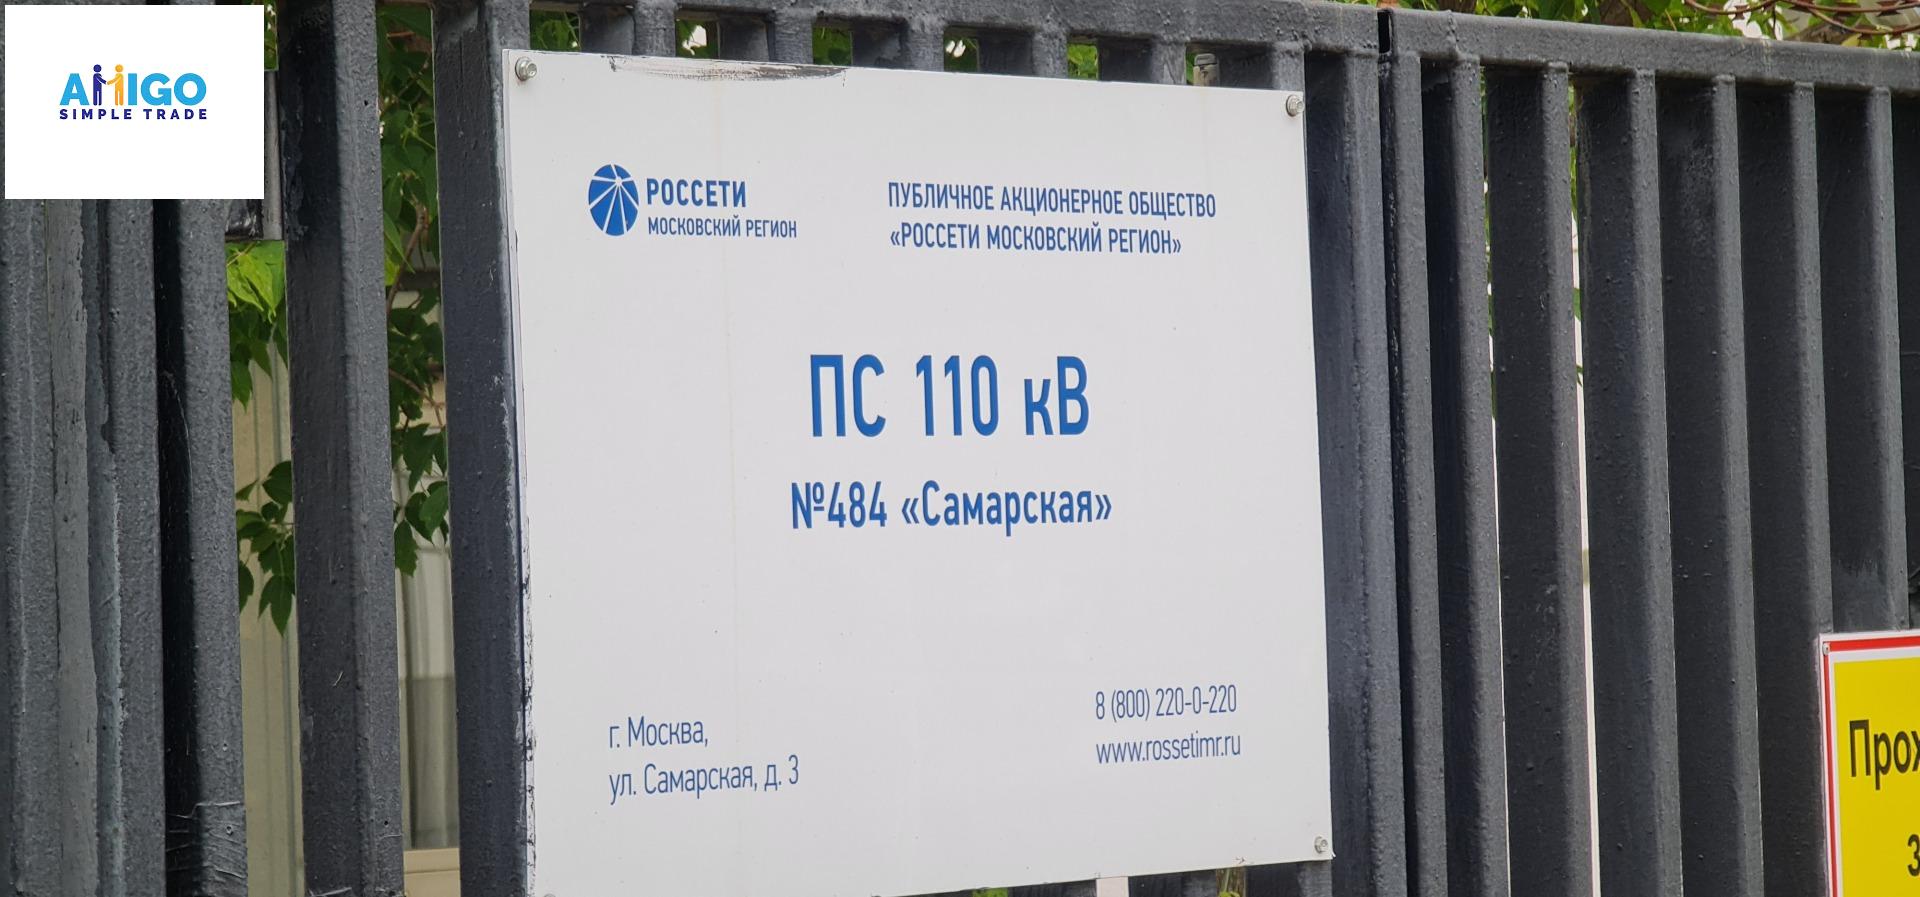 AMIGO
SIMPLE TRADE
РОССЕТИ
МОСКОВСКИЙ РЕГИОН
ПУБЛИЧНОЕ АКЦИОНЕРНОЕ ОБЩЕСТВО
«РОССЕТИ МОСКОВСКИЙ РЕГИОН»
ПС 110 кВ
№484 «Самарская»
г. Москва,
ул. Самарская, д. 3
8 (800) 220-0-220
www.rossetimr.ru